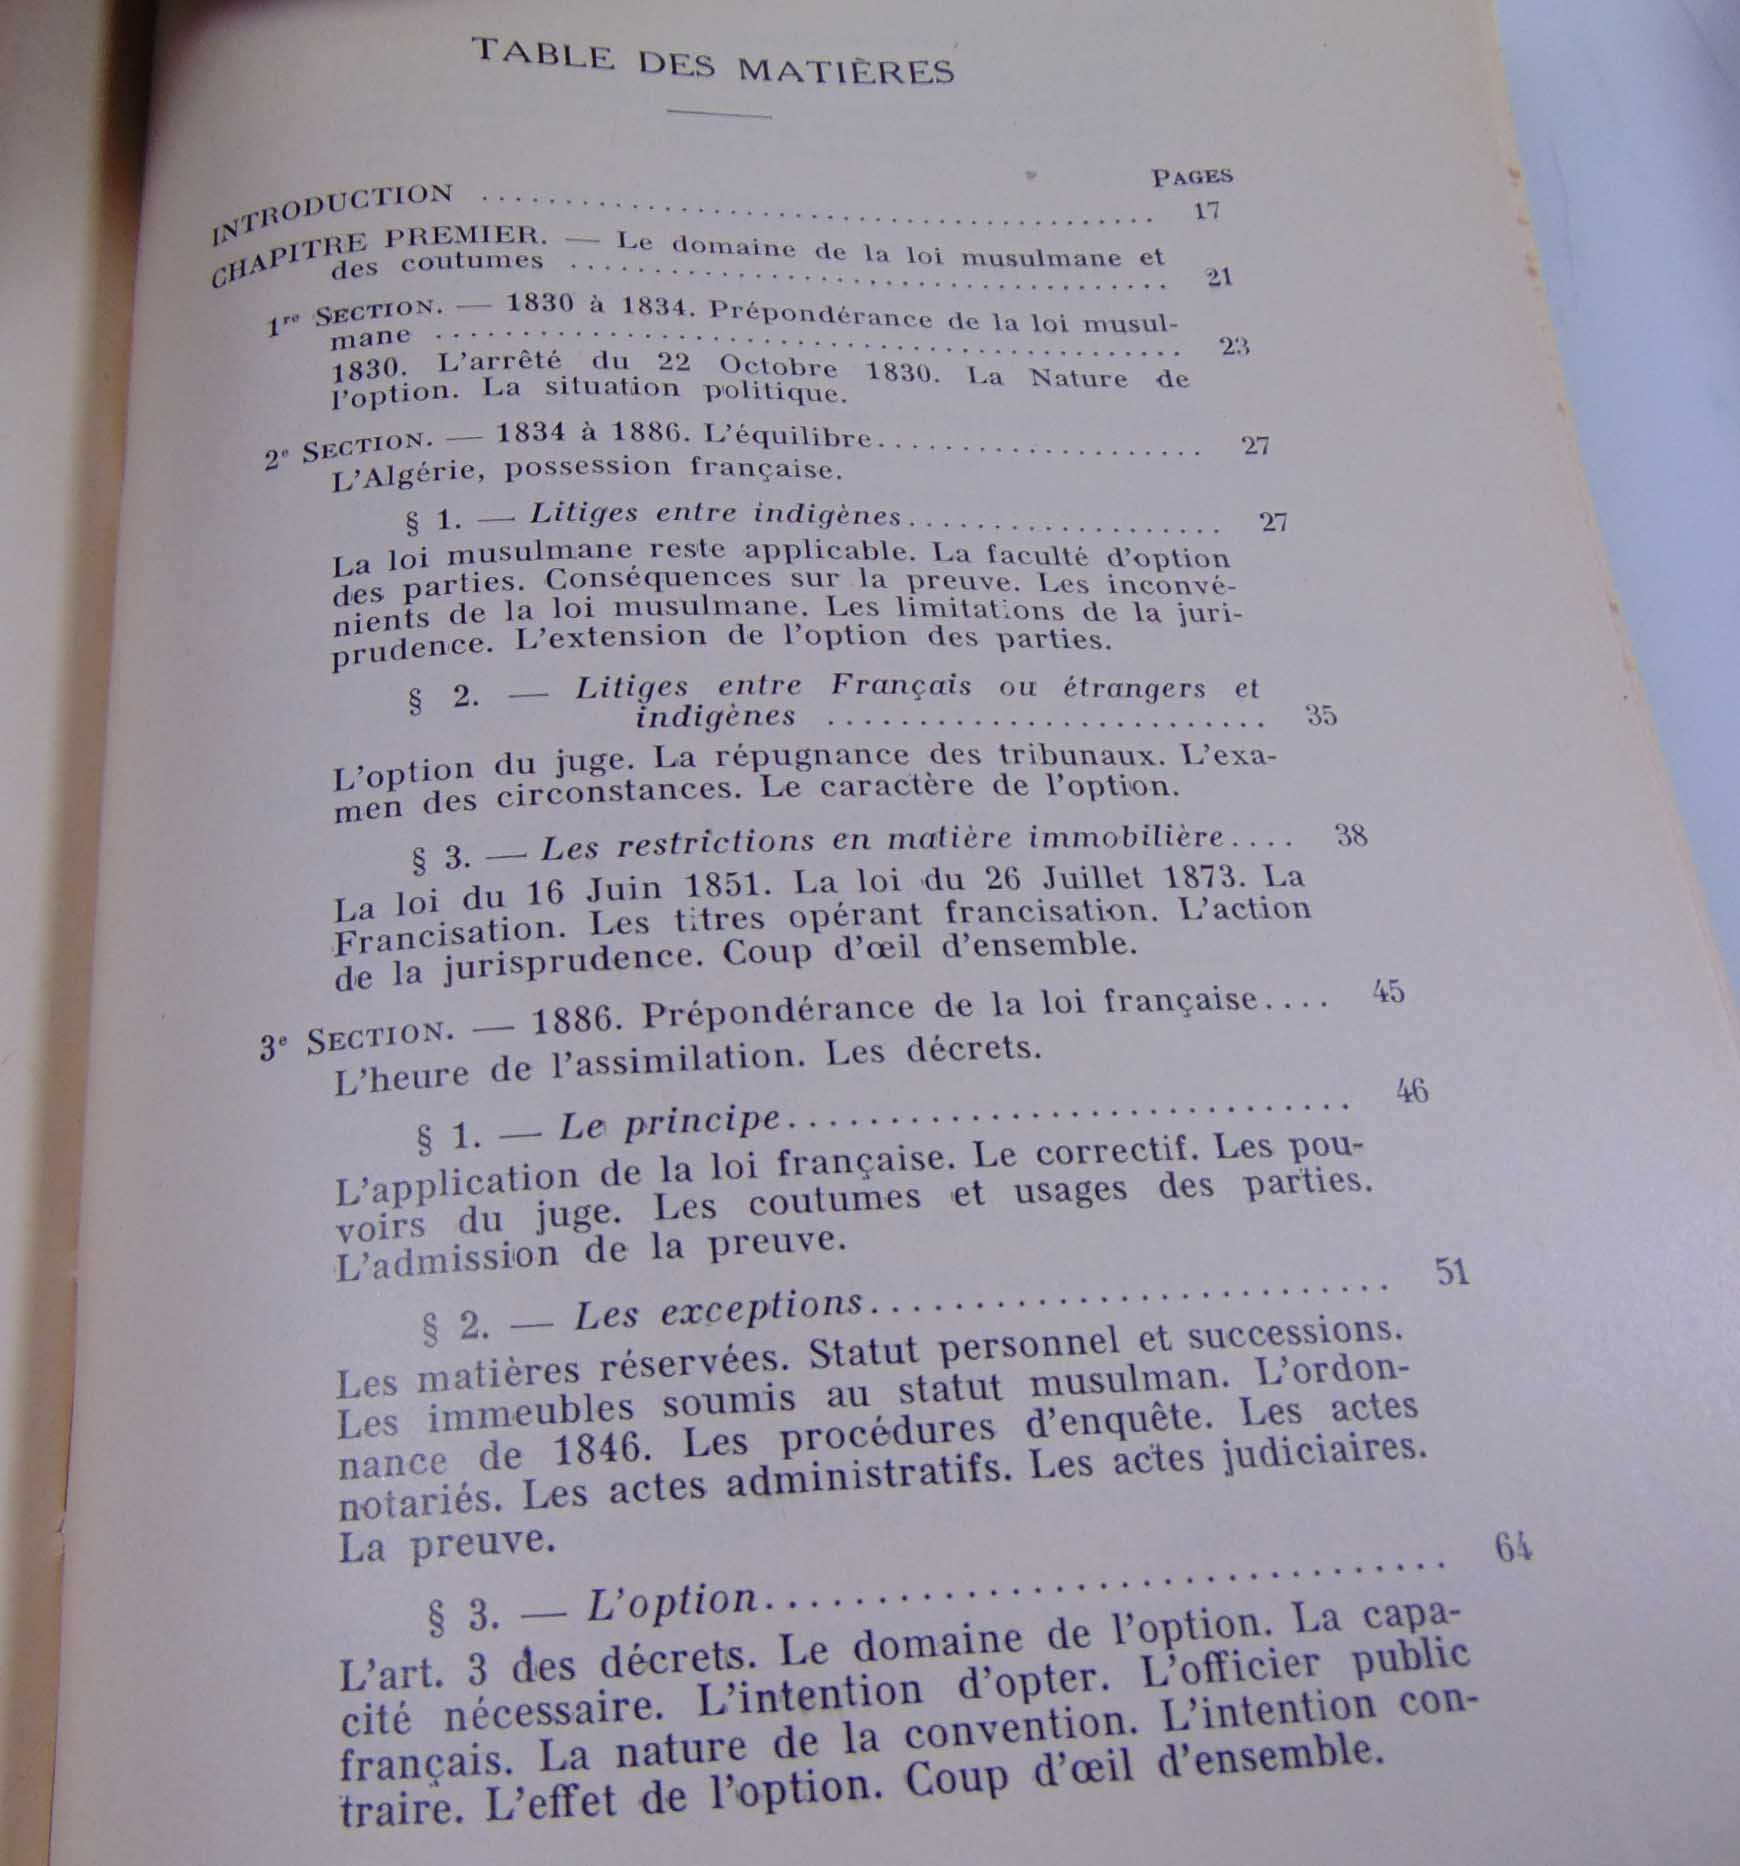 TABLE DES MATIÈRES
PAGES
INTRODUCTION ........................................ 17
CHAPITRE PREMIER. — Le domaine de la loi musulmane et
des coutumes .................................... 21
1re SECTION. — 1830 à 1834. Prépondérance de la loi musul-
mane ............................................ 23
1830. L'arrêté du 22 Octobre 1830. La Nature de
l'option. La situation politique.
2e SECTION. — 1834 à 1886. L'équilibre.................... 27
L'Algérie, possession française.
§ 1. — Litiges entre indigènes................... 27
La loi musulmane reste applicable. La faculté d'option
des parties. Conséquences sur la preuve. Les inconvé-
nients de la loi musulmane. Les limitations de la juri-
prudence. L'extension de l'option des parties.
§ 2. — Litiges entre Français ou étrangers et
indigènes .......................... 35
L'option du juge. La répugnance des tribunaux. L'exa-
men des circonstances. Le caractère de l'option.
§ 3. — Les restrictions en matière immobilière.... 38
La loi du 16 Juin 1851. La loi du 26 Juillet 1873. La
Francisation. Les titres opérant francisation. L'action
de la jurisprudence. Coup d'œil d'ensemble.
3e SECTION. — 1886. Prépondérance de la loi française.... 45
L'heure de l'assimilation. Les décrets.
§ 1. — Le principe............................. 46
L'application de la loi française. Le correctif. Les pou-
voirs du juge. Les coutumes et usages des parties.
L'admission de la preuve.
§ 2. — Les exceptions.......................... 51
Les matières réservées. Statut personnel et successions.
Les immeubles soumis au statut musulman. L'ordon-
nance de 1846. Les procédures d'enquête. Les actes
notariés. Les actes administratifs. Les actes judiciaires.
La preuve.
§ 3. — L'option................................ 64
L'art. 3 des décrets. Le domaine de l'option. La capa-
cité nécessaire. L'intention d'opter. L'officier public
français. La nature de la convention. L'intention con-
traire. L'effet de l'option. Coup d'œil d'ensemble.